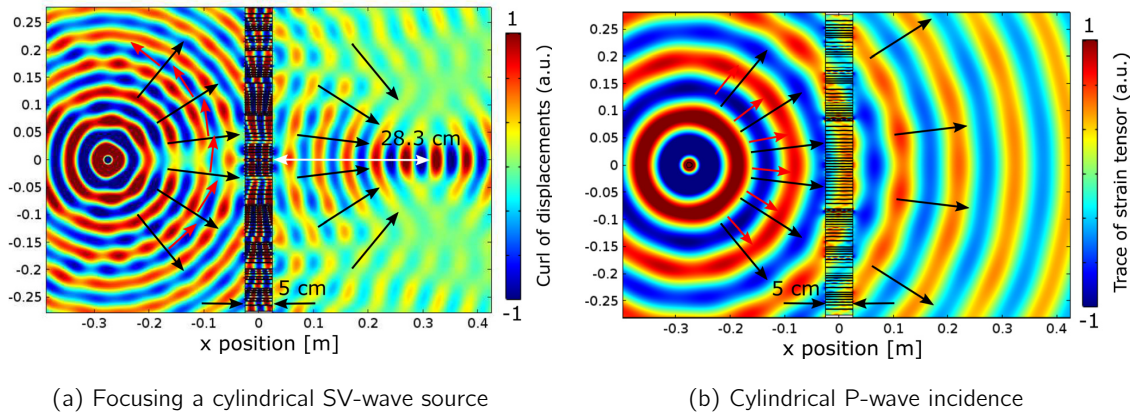 0.25
0.2
0.15
0.1
0.05
0
-0.05
-0.1
-0.15
-0.2
-0.25
28.3 cm
5 cm
-0.3 -0.2 -0.1 0 0.1 0.2 0.3 0.4
x position [m]
1
-1
Curl of displacements (a.u.)
(a) Focusing a cylindrical SV-wave source
0.25
0.2
0.15
0.1
0.05
0
-0.05
-0.1
-0.15
-0.2
-0.25
5 cm
-0.3 -0.2 -0.1 0 0.1 0.2 0.3 0.4
x position [m]
1
-1
Trace of strain tensor (a.u.)
(b) Cylindrical P-wave incidence